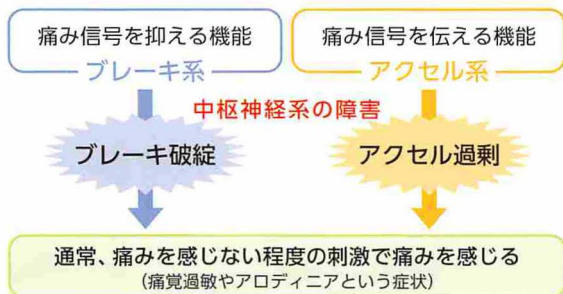 痛み信号を抑える機能
ブレーキ系
痛み信号を伝える機能
アクセル系
中枢神経系の障害
ブレーキ破綻
アクセル過剰
通常、痛みを感じない程度の刺激で痛みを感じる
(痛覚過敏やアロディニアという症状)